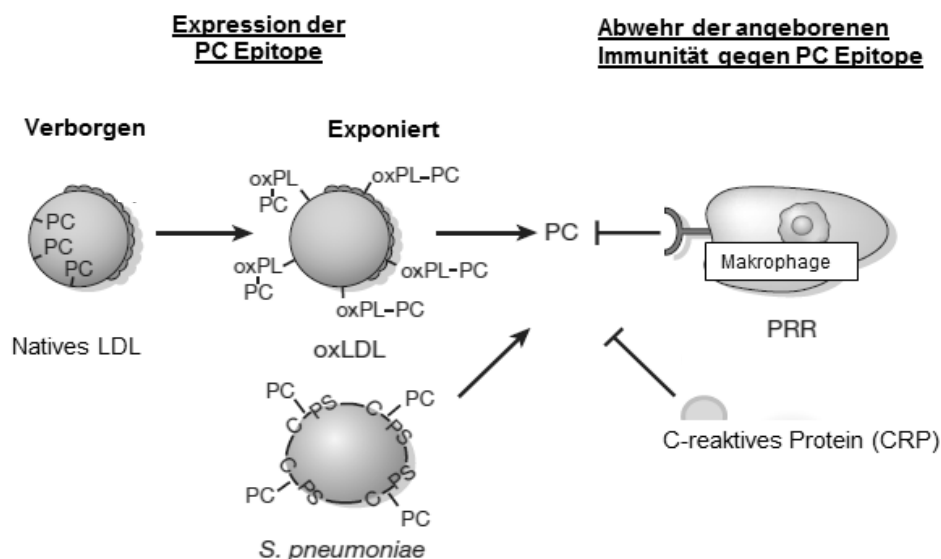 Expression der
PC Epitope
Abwehr der angeborenen
Immunität gegen PC Epitope
Verborgen
Exponiert
PC
PC
PC
Natives LDL
oxPL
PC
oxPL–PC
oxPL
PC
oxPL–PC
oxPL–PC
oxLDL
PC
Makrophage
PRR
C-reaktives Protein (CRP)
PC
PC
PC
PC
C PS
C PS
C PS
C PS
S. pneumoniae